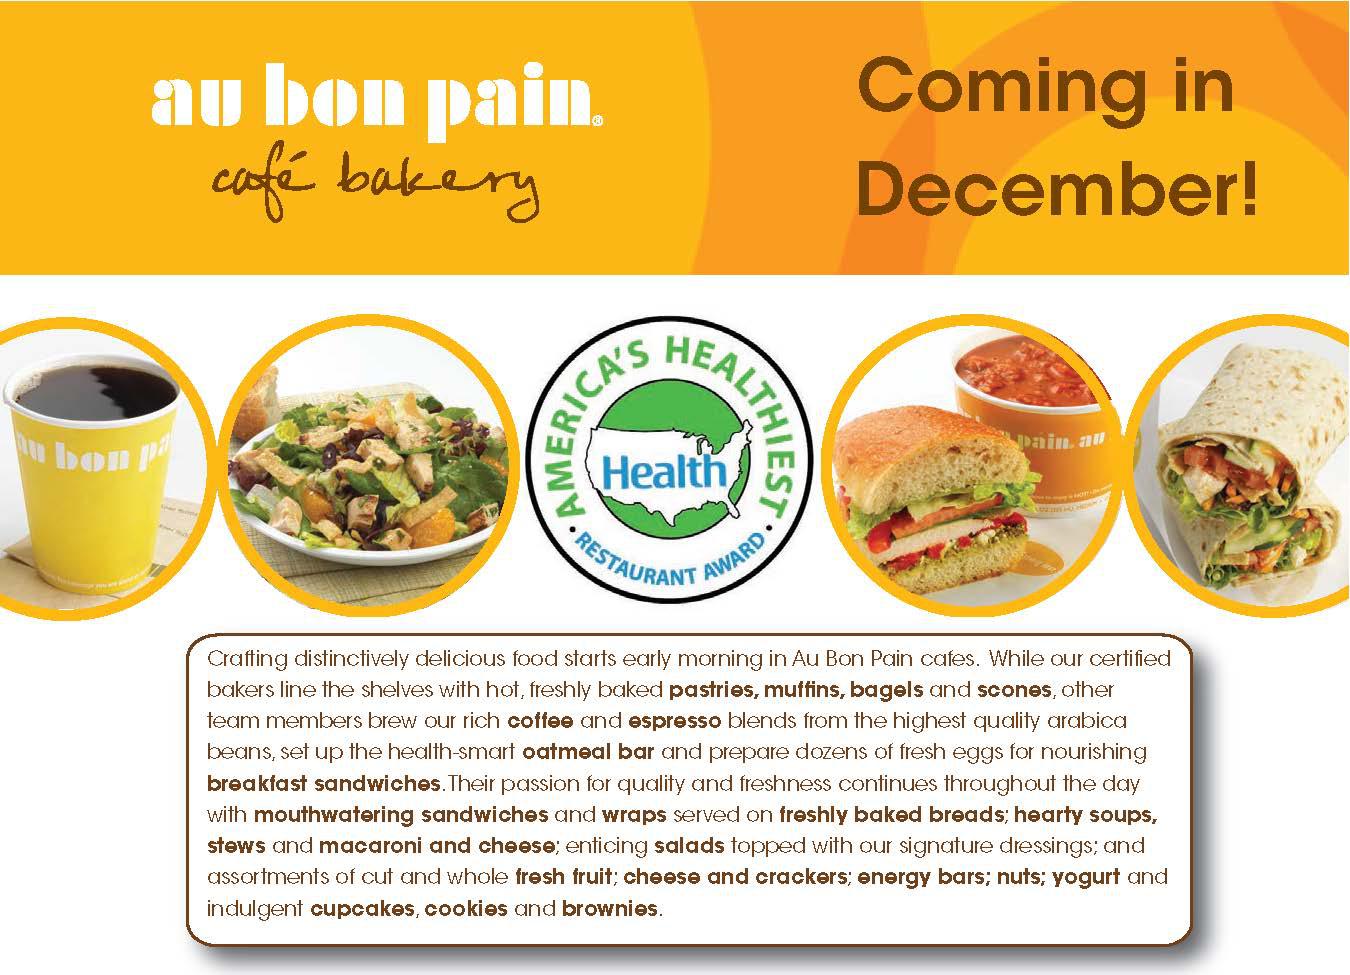 au bon pain®
café bakery
Coming in
December!
au bon pa
AMERICA'S HEALTHIEST
Health
• RESTAURANT AWARD •
pain. au
Crafting distinctively delicious food starts early morning in Au Bon Pain cafes. While our certified
bakers line the shelves with hot, freshly baked pastries, muffins, bagels and scones, other
team members brew our rich coffee and espresso blends from the highest quality arabica
beans, set up the health-smart oatmeal bar and prepare dozens of fresh eggs for nourishing
breakfast sandwiches. Their passion for quality and freshness continues throughout the day
with mouthwatering sandwiches and wraps served on freshly baked breads; hearty soups,
stews and macaroni and cheese; enticing salads topped with our signature dressings; and
assortments of cut and whole fresh fruit; cheese and crackers; energy bars; nuts; yogurt and
indulgent cupcakes, cookies and brownies.